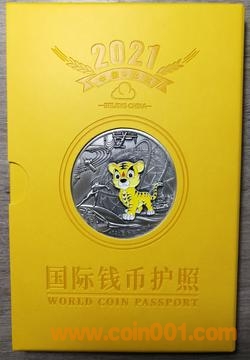 2021
BEIJING CHINA
国际钱币护照
WORLD COIN PASSPORT
www.coin001.com